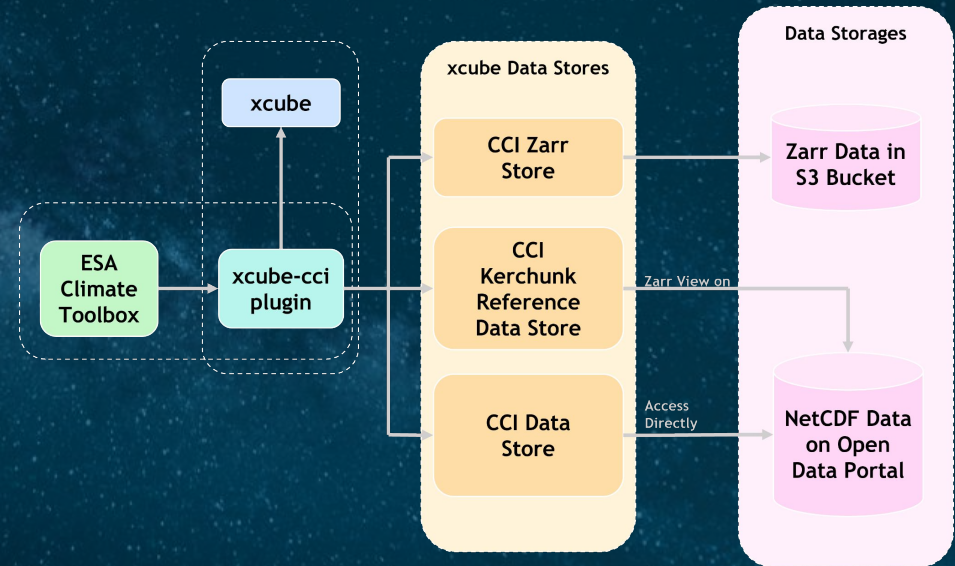 Data Storages
xcube Data Stores
xcube
CCI Zarr
Store
Zarr Data in
S3 Bucket
ESA
Climate
Toolbox
xcube-cci
plugin
CCI
Kerchunk
Reference
Data Store
Zarr View on
CCI Data
Store
Access
Directly
NetCDF Data
on Open
Data Portal